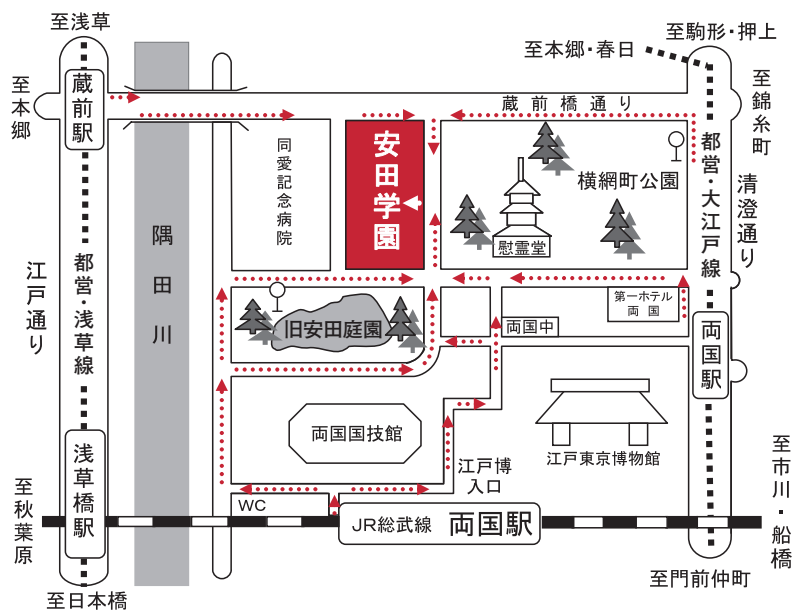 至浅草
至駒形・押上
至本郷・春日
至本郷
蔵前駅
蔵前橋通り
至錦糸町
同愛記念病院
安田学園
横網町公園
慰霊堂
都営・大江戸線
清澄通り
隅田川
江戸通り
都営・浅草線
旧安田庭園
第一ホテル
両国
両国中
両国駅
両国国技館
江戸東京博物館
江戸博
入口
浅草橋駅
至秋葉原
WC
JR総武線 両国駅
至市川・船橋
至日本橋
至門前仲町